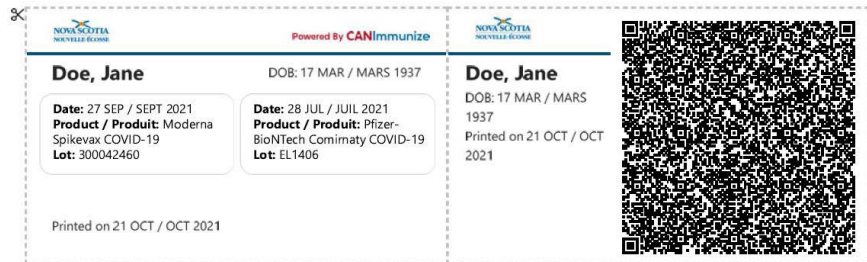 NOVA SCOTIA
NOUVELLE ÉCOSSE
Powered By CANImmunize
Doe, Jane
DOB: 17 MAR / MARS 1937
Date: 27 SEP / SEPT 2021
Product / Produit: Moderna
Spikevax COVID-19
Lot: 300042460
Date: 28 JUL / JUIL 2021
Product / Produit: Pfizer-
BioNTech Comirnaty COVID-19
Lot: EL1406
Printed on 21 OCT / OCT 2021
NOVA SCOTIA
NOUVELLE ÉCOSSE
Doe, Jane
DOB: 17 MAR / MARS
1937
Printed on 21 OCT / OCT
2021